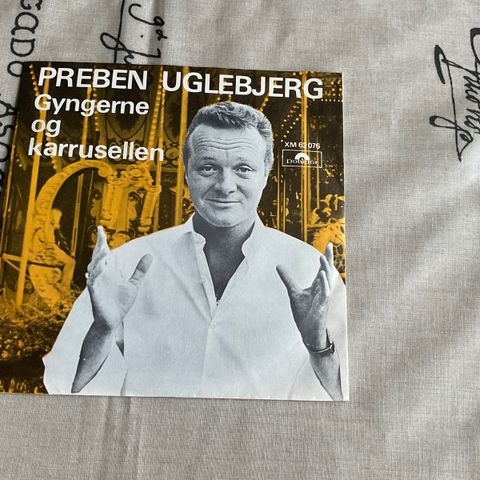 PREBEN UGLEBJERG
Gyngerne
og
karrusellen
XM 62 076
Polydor